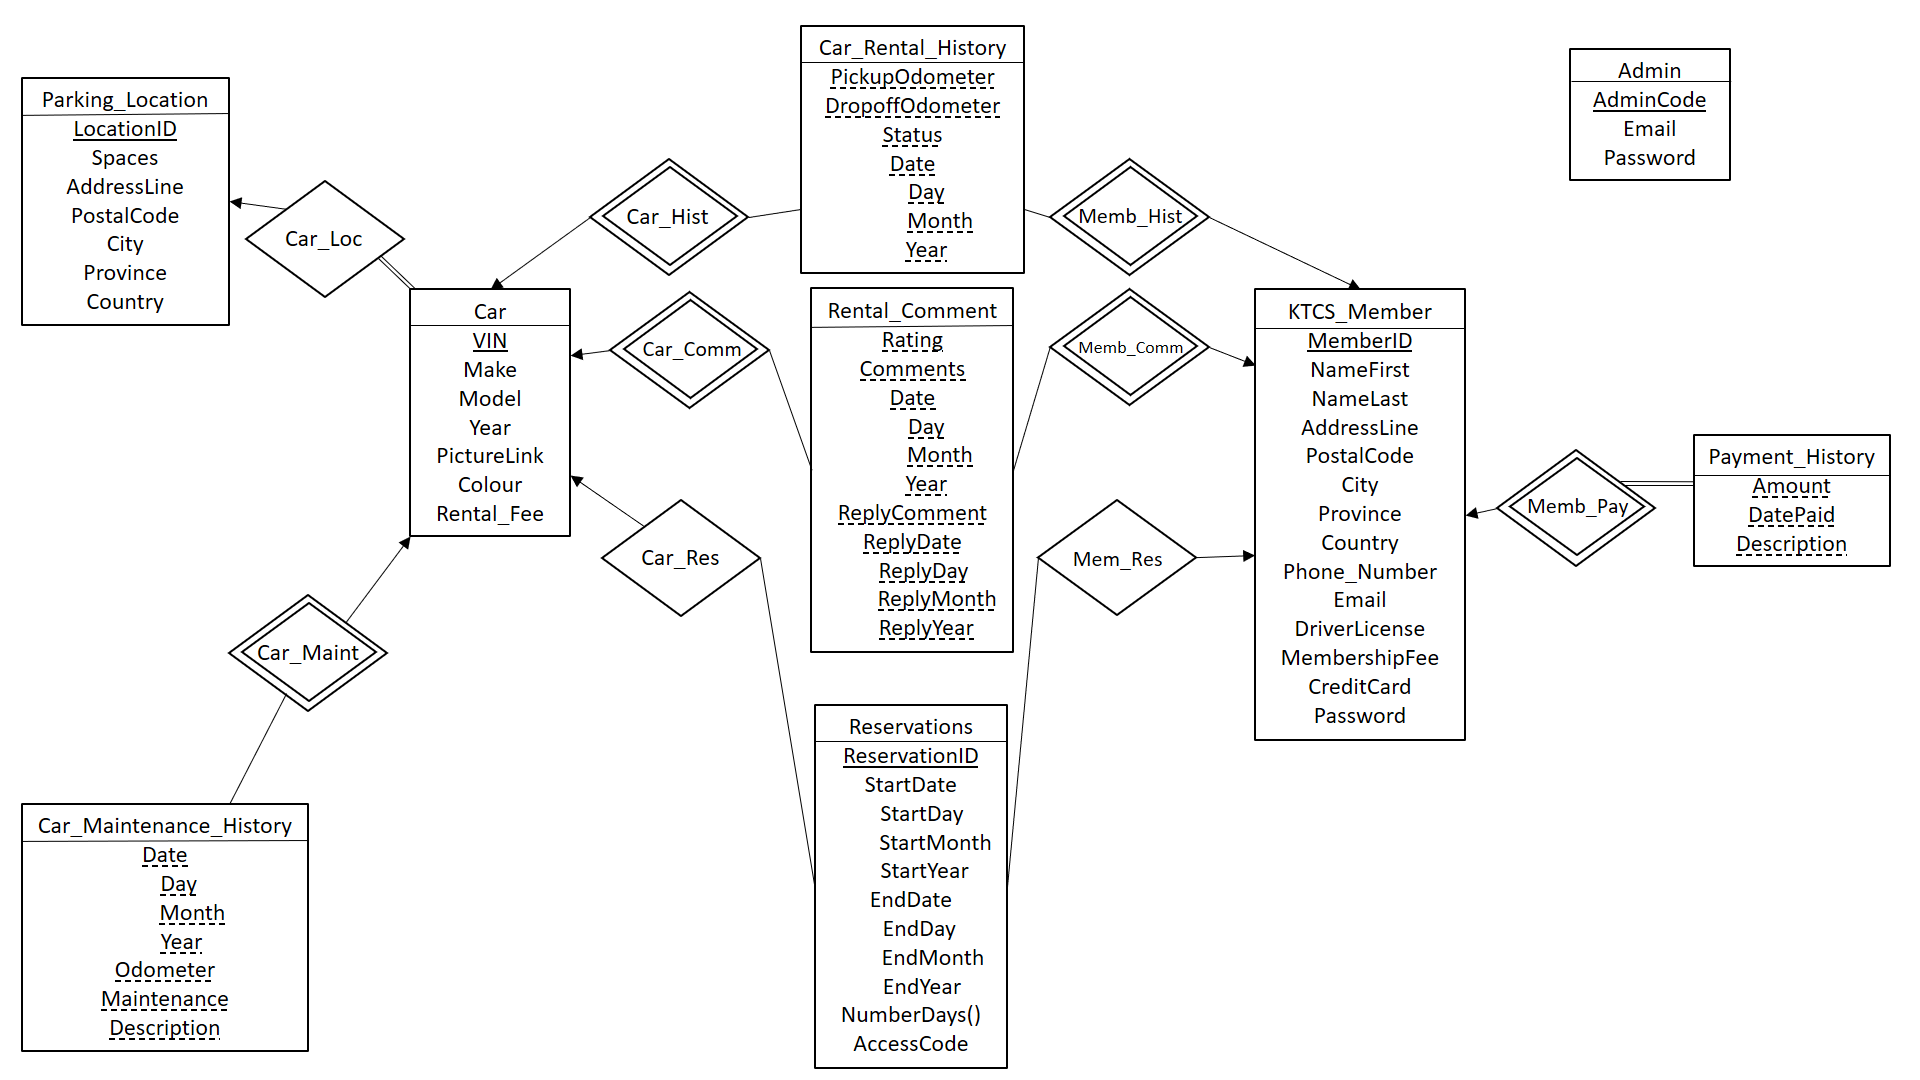 Parking_Location
LocationID
Spaces
AddressLine
PostalCode
City
Province
Country
Car_Loc
Car_Hist
Car_Rental_History
PickupOdometer
DropoffOdometer
Status
Date
Day
Month
Year
Memb_Hist
Admin
AdminCode
Email
Password
Car
VIN
Make
Model
Year
PictureLink
Colour
Rental_Fee
Car_Comm
Rental_Comment
Rating
Comments
Date
Day
Month
Year
ReplyComment
ReplyDate
ReplyDay
ReplyMonth
ReplyYear
Memb_Comm
KTCS_Member
MemberID
NameFirst
NameLast
AddressLine
PostalCode
City
Province
Country
Phone_Number
Email
DriverLicense
MembershipFee
CreditCard
Password
Memb_Pay
Payment_History
Amount
DatePaid
Description
Car_Res
Mem_Res
Car_Maint
Car_Maintenance_History
Date
Day
Month
Year
Odometer
Maintenance
Description
Reservations
ReservationID
StartDate
StartDay
StartMonth
StartYear
EndDate
EndDay
EndMonth
EndYear
NumberDays()
AccessCode